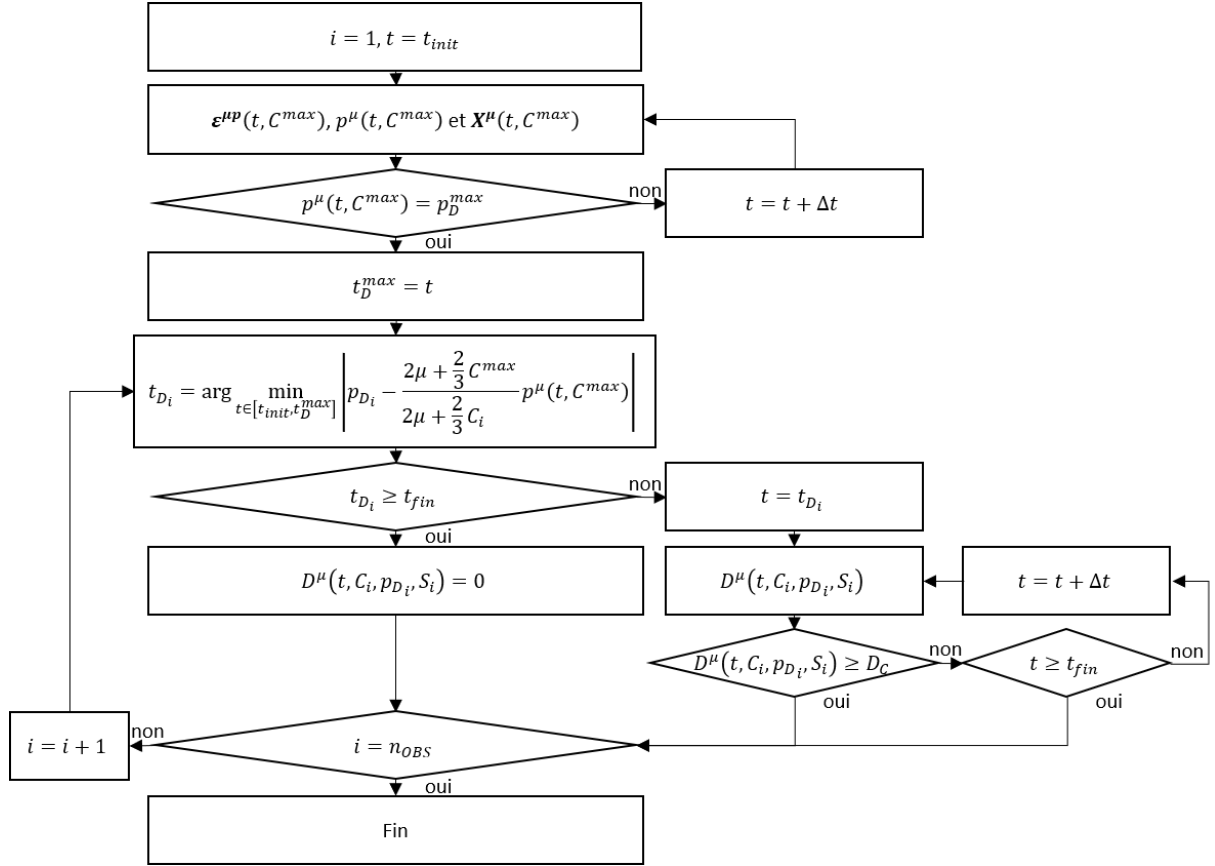 i = 1, t = t_{init}
ε^{μp}(t, C^{max}), p^μ(t, C^{max}) et X^μ(t, C^{max})
p^μ(t, C^{max}) = p_D^{max}
non
t = t + Δt
oui
t_D^{max} = t
t_{D_i} = arg min_{t∈[t_{init}, t_D^{max}]} | p_{D_i} − \frac{2μ + \frac{2}{3} C^{max}}{2μ + \frac{2}{3} C_i} p^μ(t, C^{max}) |
t_{D_i} ≥ t_{fin}
non
t = t_{D_i}
oui
D^μ(t, C_i, p_{D_i}, S_i) = 0
D^μ(t, C_i, p_{D_i}, S_i)
t = t + Δt
D^μ(t, C_i, p_{D_i}, S_i) ≥ D_C
non
t ≥ t_{fin}
non
oui
oui
i = i + 1
non
i = n_{OBS}
oui
Fin